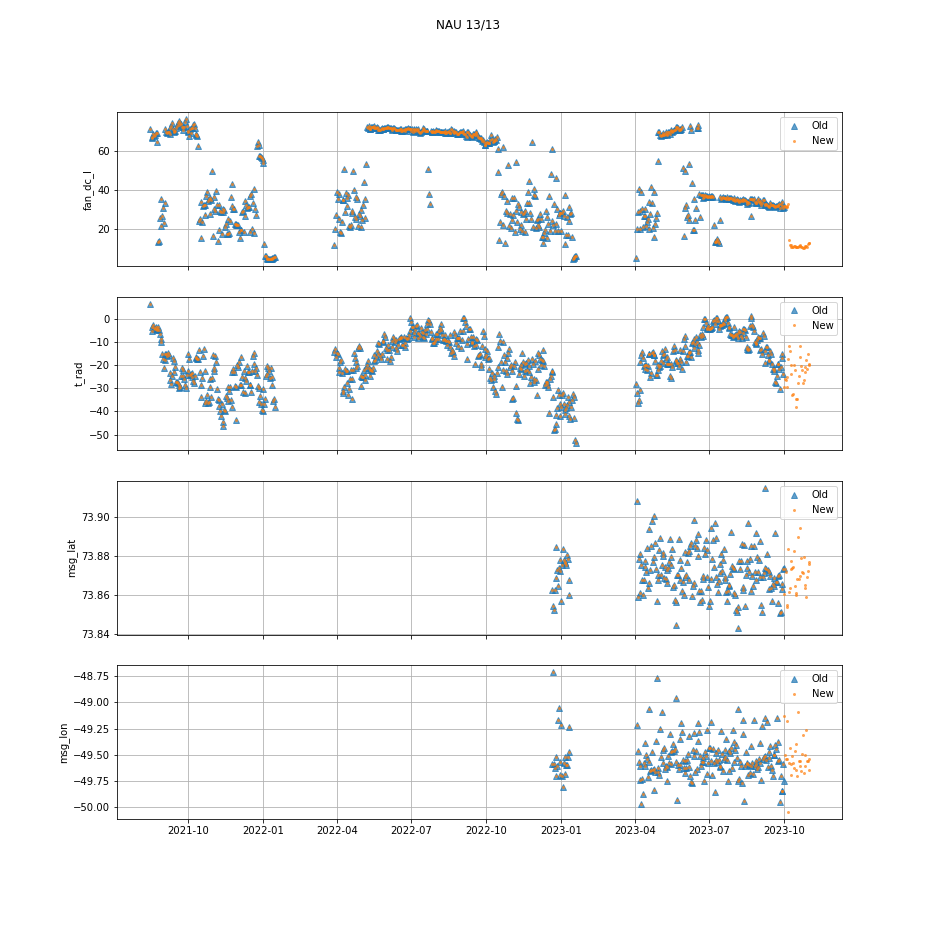 NAU 13/13
fan_dc_I
60
40
20
Old
New
t_rad
0
−10
−20
−30
−40
−50
Old
New
msg_lat
73.90
73.88
73.86
73.84
Old
New
msg_lon
−48.75
−49.00
−49.25
−49.50
−49.75
−50.00
Old
New
2021-10 2022-01 2022-04 2022-07 2022-10 2023-01 2023-04 2023-07 2023-10